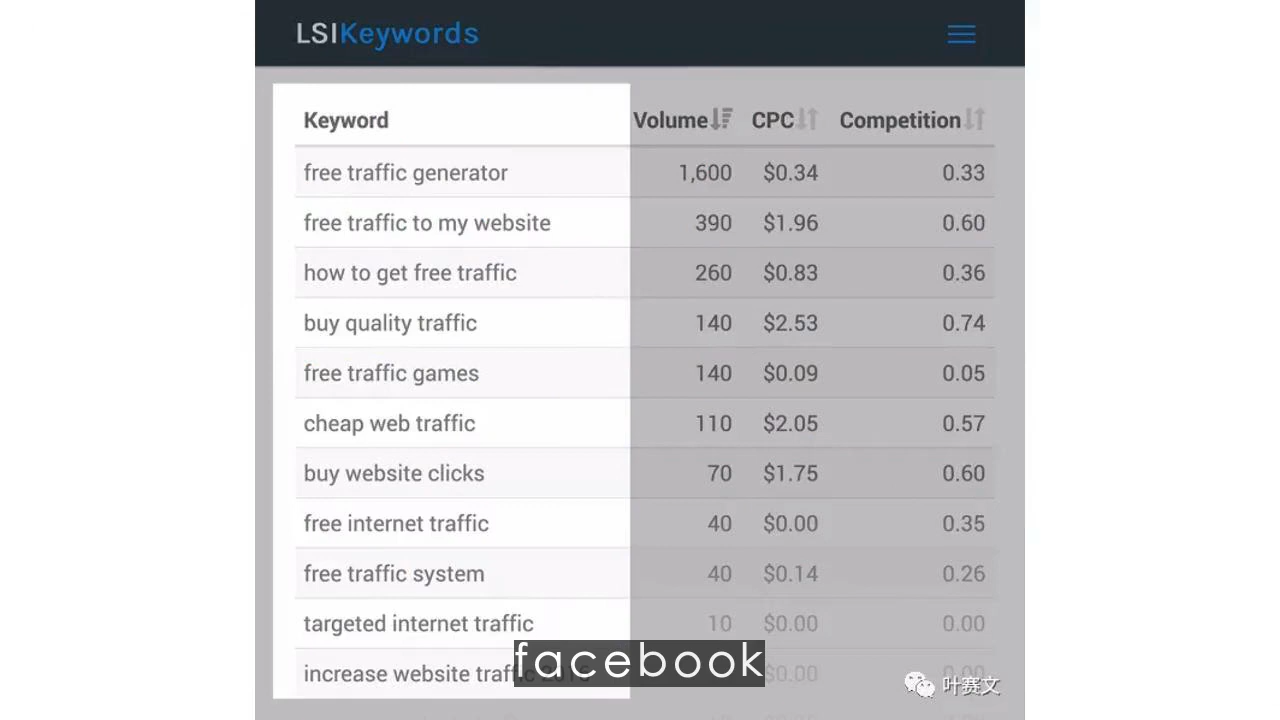 LSIKeywords
Keyword Volume CPC Competition
free traffic generator 1,600 $0.34 0.33
free traffic to my website 390 $1.96 0.60
how to get free traffic 260 $0.83 0.36
buy quality traffic 140 $2.53 0.74
free traffic games 140 $0.09 0.05
cheap web traffic 110 $2.05 0.57
buy website clicks 70 $1.75 0.60
free internet traffic 40 $0.00 0.35
free traffic system 40 $0.14 0.26
targeted internet traffic 10 $0.00 0.00
increase website traffic $0.00 0.00
facebook
叶赛文